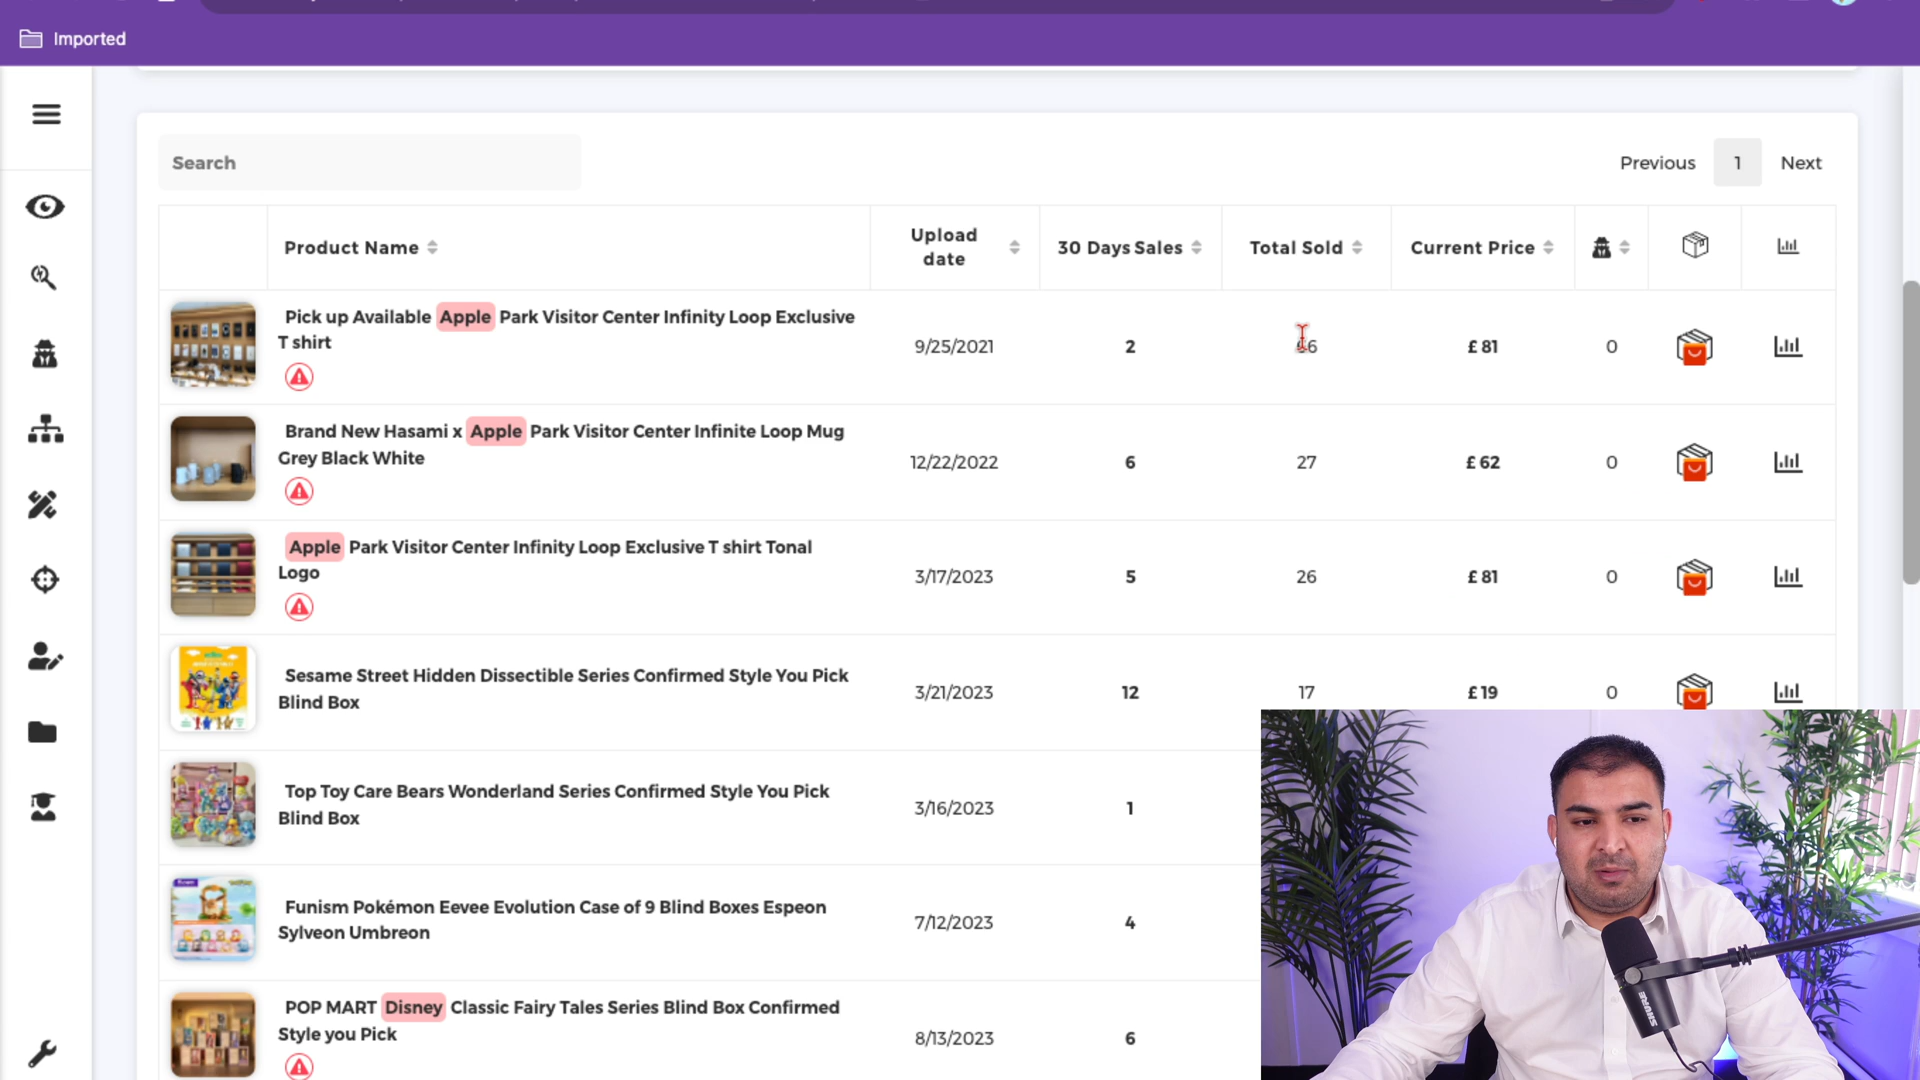 Imported
Search
Previous 1 Next
Product Name
Upload
date
30 Days Sales
Total Sold
Current Price
Pick up Available Apple Park Visitor Center Infinity Loop Exclusive
T shirt
9/25/2021
2
£ 81
0
Brand New Hasami x Apple Park Visitor Center Infinite Loop Mug
Grey Black White
12/22/2022
6
27
£ 62
0
Apple Park Visitor Center Infinity Loop Exclusive T shirt Tonal
Logo
3/17/2023
5
26
£ 81
0
Sesame Street Hidden Dissectible Series Confirmed Style You Pick
Blind Box
3/21/2023
12
17
£ 19
0
Top Toy Care Bears Wonderland Series Confirmed Style You Pick
Blind Box
3/16/2023
1
Funism Pokémon Eevee Evolution Case of 9 Blind Boxes Espeon
Sylveon Umbreon
7/12/2023
4
POP MART Disney Classic Fairy Tales Series Blind Box Confirmed
Style you Pick
8/13/2023
6
SHURE